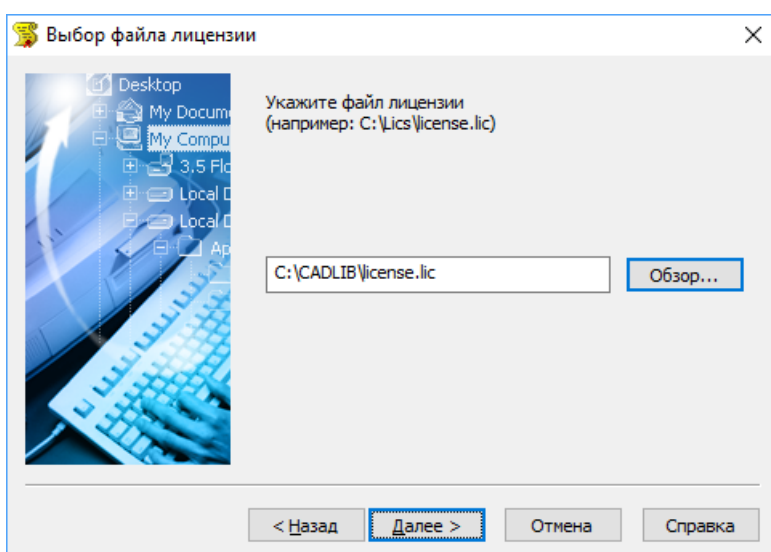 Выбор файла лицензии
Desktop
My Docum
My Compu
3.5 Flo
Local D
Local D
Ap
Укажите файл лицензии
(например: C:\Lics\license.lic)
C:\CADLIB\license.lic
Обзор...
< Назад
Далее >
Отмена
Справка